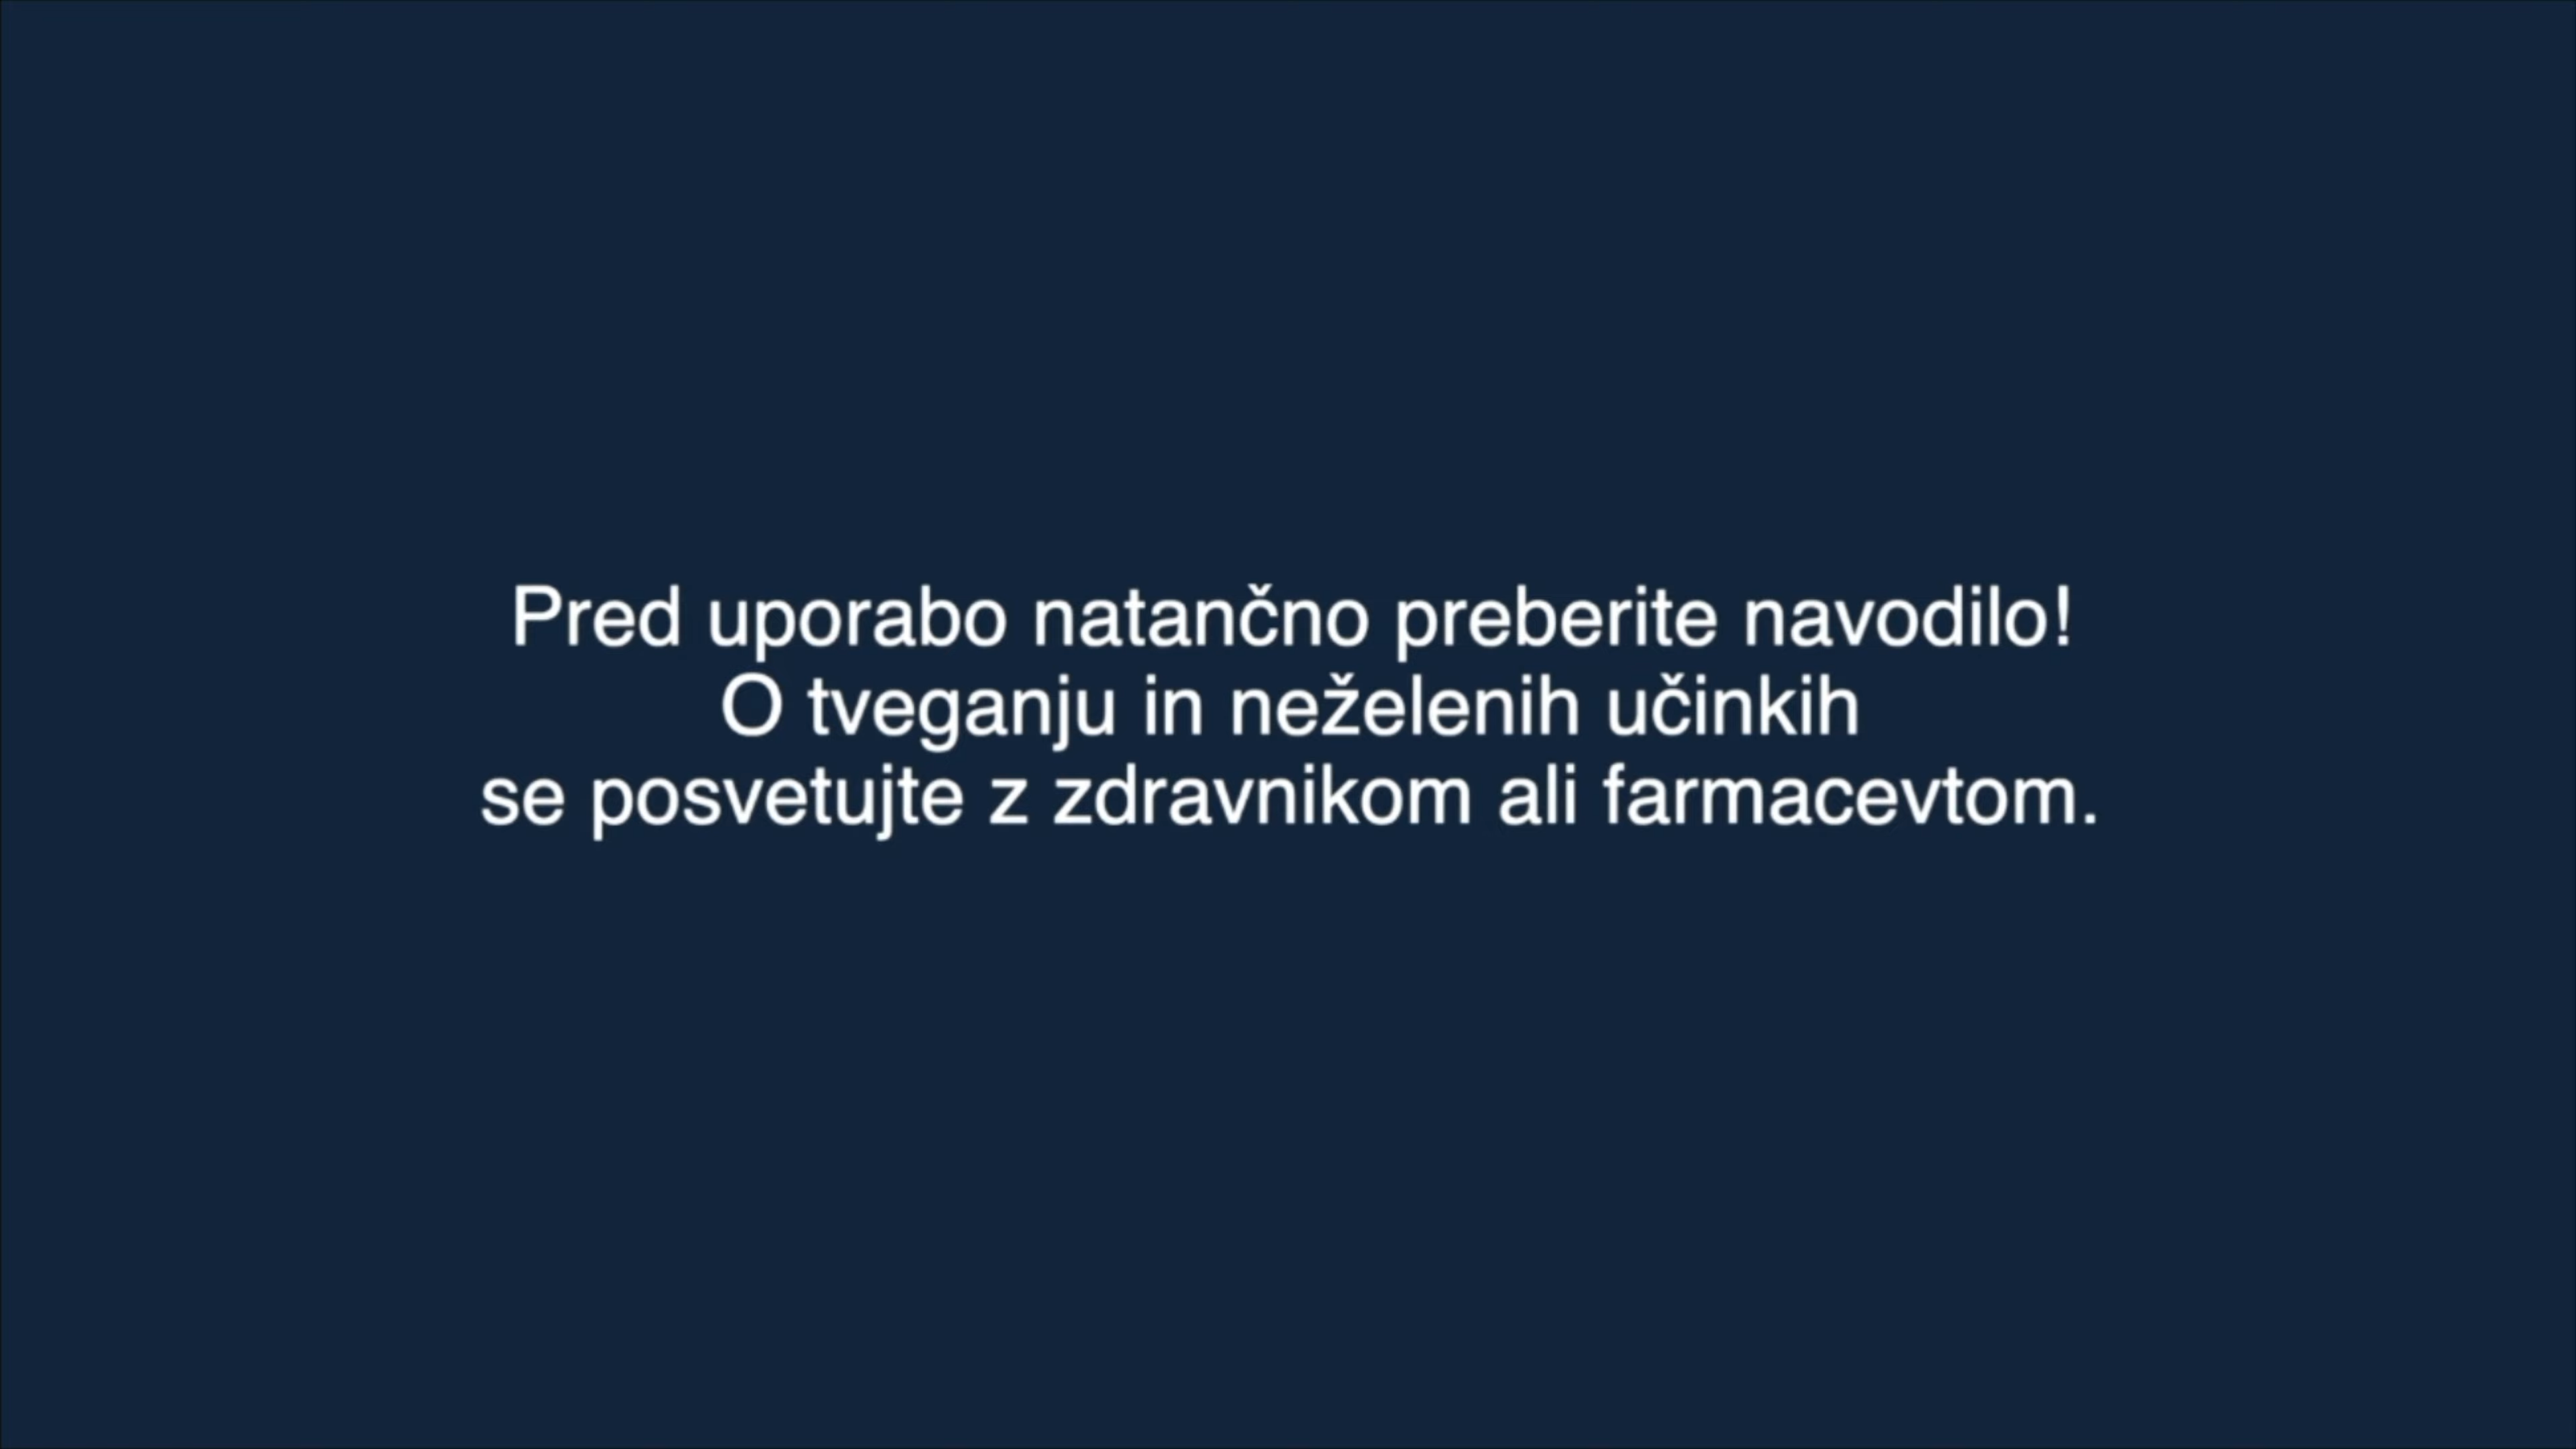 Pred uporabo natančno preberite navodilo!
O tveganju in neželenih učinkih
se posvetujte z zdravnikom ali farmacevtom.